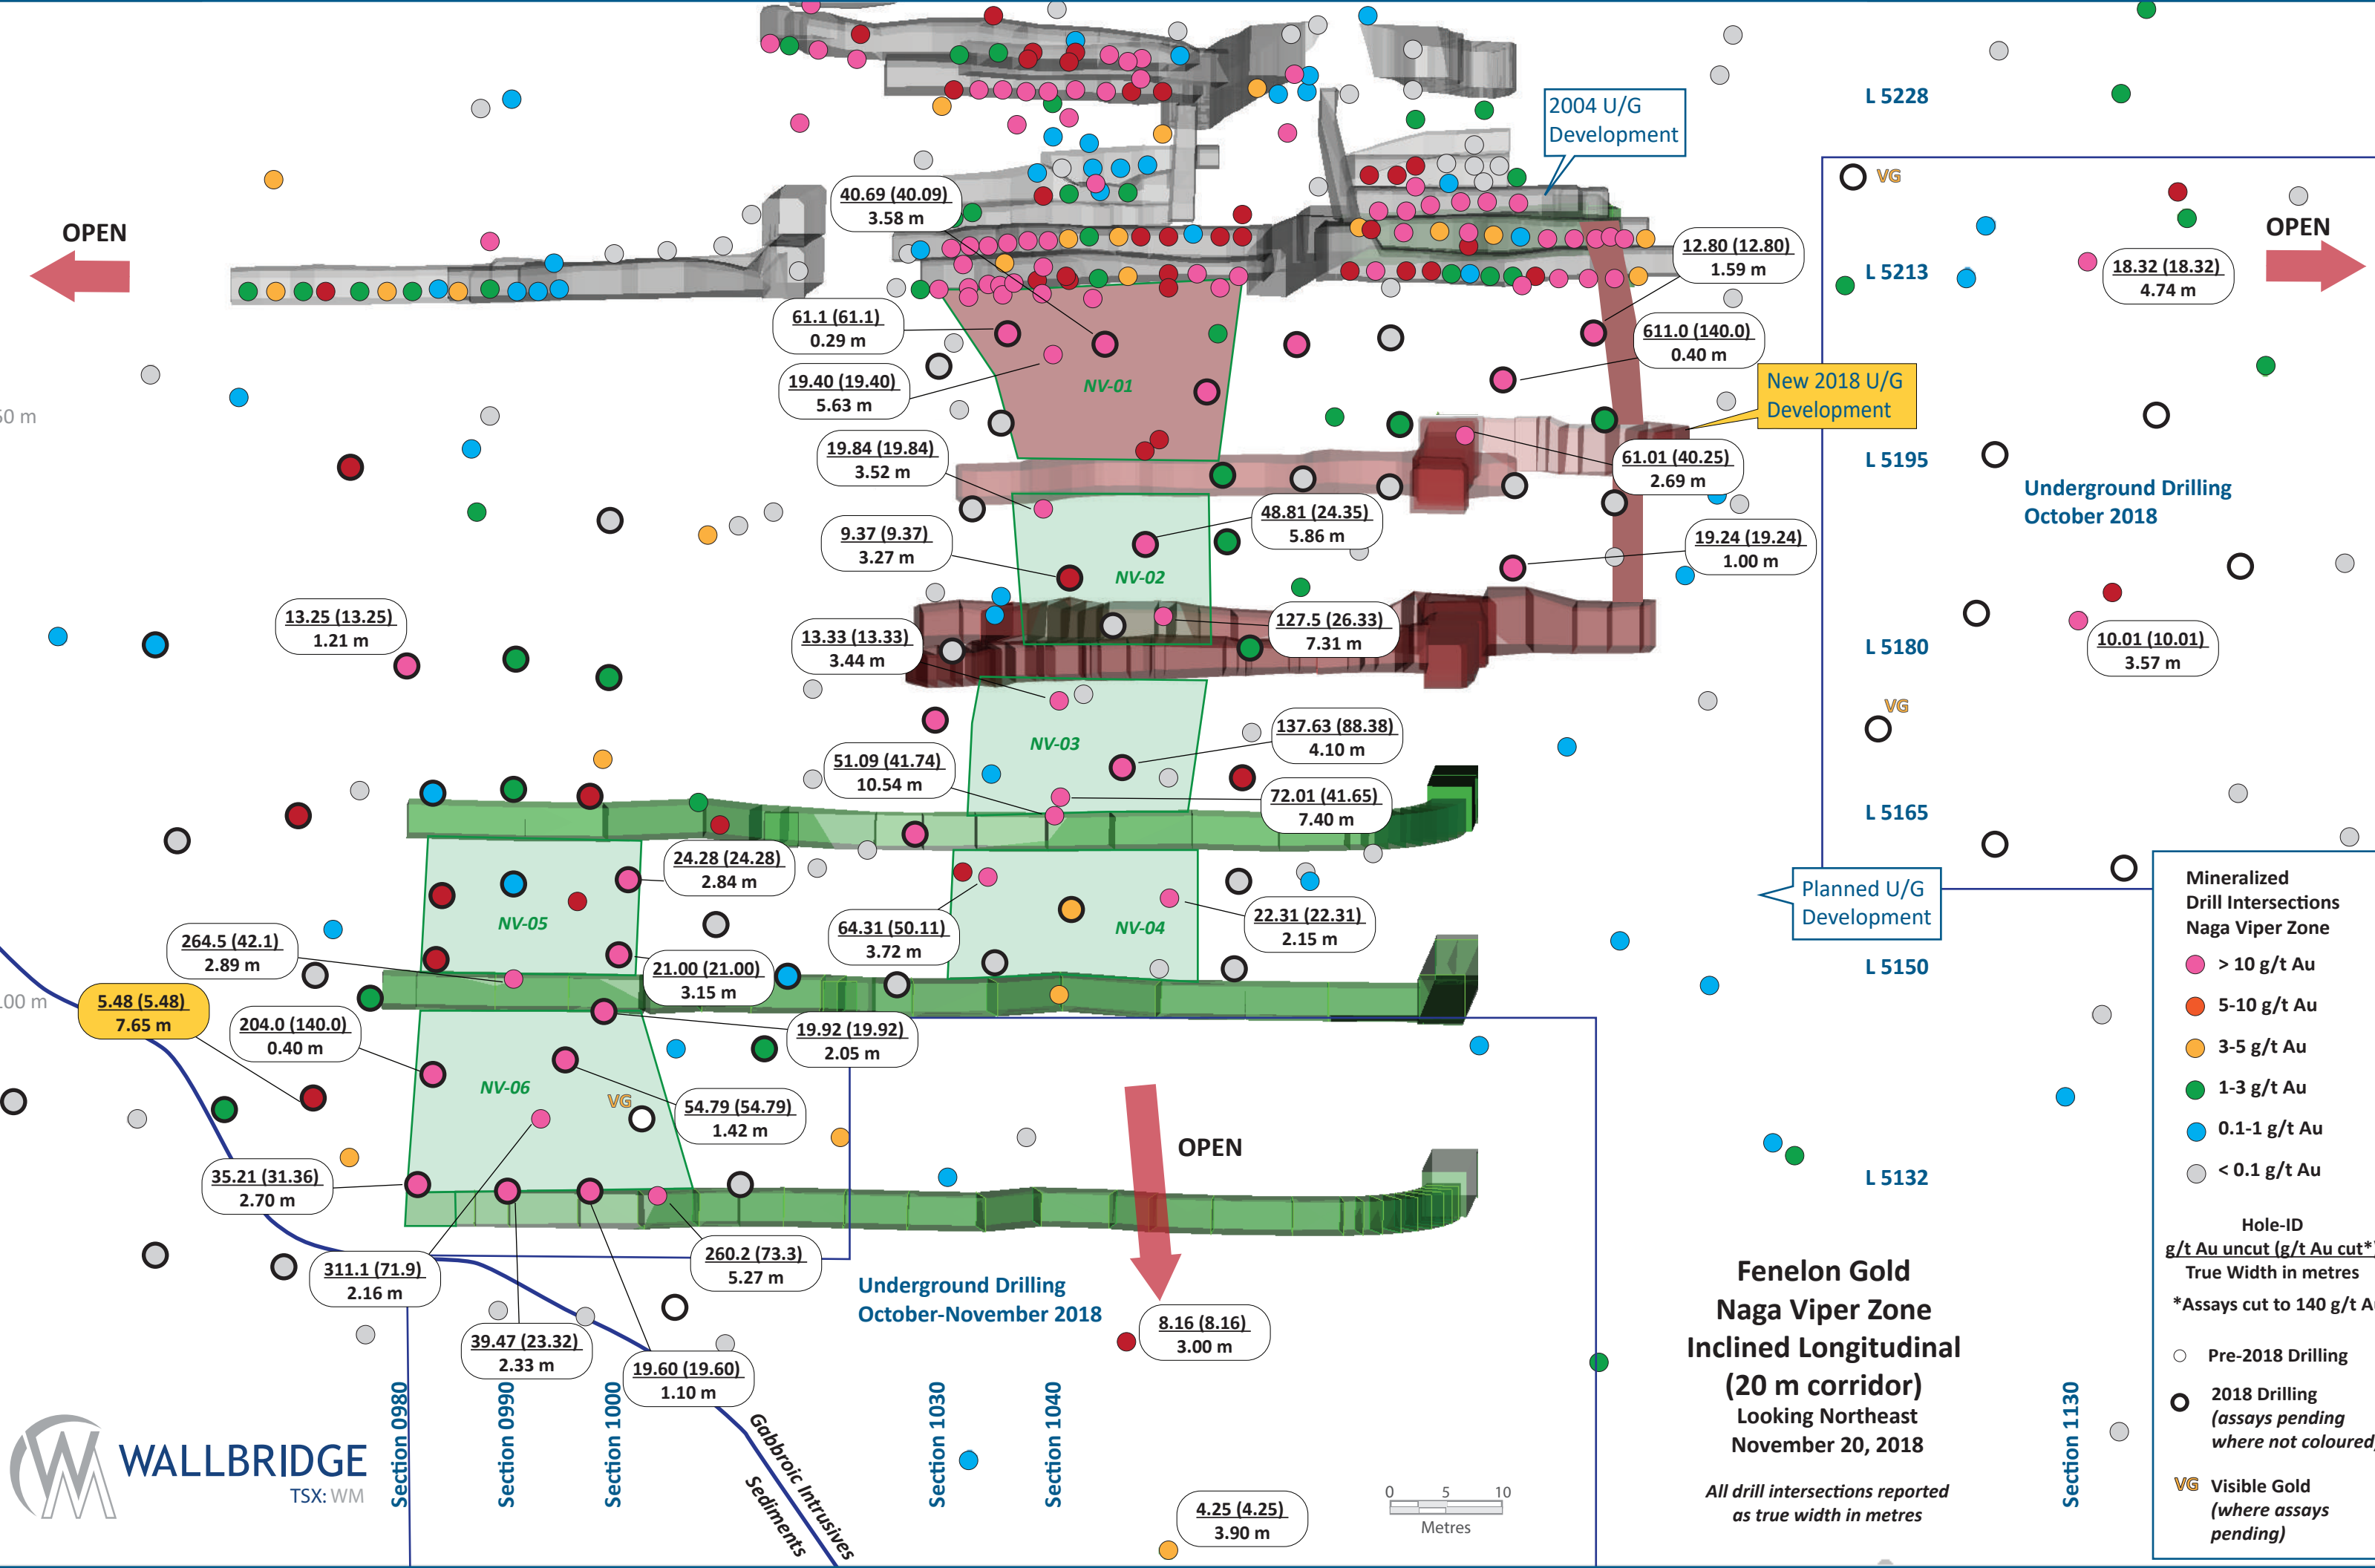 L 5228
2004 U/G
Development
VG
OPEN
40.69 (40.09)
3.58 m
OPEN
12.80 (12.80)
1.59 m
L 5213
18.32 (18.32)
4.74 m
61.1 (61.1)
0.29 m
611.0 (140.0)
0.40 m
19.40 (19.40)
5.63 m
NV-01
New 2018 U/G
Development
50 m
19.84 (19.84)
3.52 m
61.01 (40.25)
2.69 m
L 5195
Underground Drilling
October 2018
48.81 (24.35)
5.86 m
9.37 (9.37)
3.27 m
19.24 (19.24)
1.00 m
NV-02
13.25 (13.25)
1.21 m
127.5 (26.33)
7.31 m
13.33 (13.33)
3.44 m
L 5180
10.01 (10.01)
3.57 m
VG
137.63 (88.38)
4.10 m
NV-03
51.09 (41.74)
10.54 m
72.01 (41.65)
7.40 m
L 5165
24.28 (24.28)
2.84 m
Planned U/G
Development
NV-05
64.31 (50.11)
3.72 m
NV-04
22.31 (22.31)
2.15 m
264.5 (42.1)
2.89 m
21.00 (21.00)
3.15 m
L 5150
5.48 (5.48)
7.65 m
00 m
204.0 (140.0)
0.40 m
19.92 (19.92)
2.05 m
NV-06
VG
54.79 (54.79)
1.42 m
OPEN
35.21 (31.36)
2.70 m
L 5132
260.2 (73.3)
5.27 m
311.1 (71.9)
2.16 m
Underground Drilling
October-November 2018
8.16 (8.16)
3.00 m
39.47 (23.32)
2.33 m
19.60 (19.60)
1.10 m
Section 0980
Section 0990
Section 1000
Section 1030
Section 1040
Section 1130
Gabbroic Intrusives
Sediments
4.25 (4.25)
3.90 m
0 5 10
Metres
WALLBRIDGE
TSX: WM
Fenelon Gold
Naga Viper Zone
Inclined Longitudinal
(20 m corridor)
Looking Northeast
November 20, 2018
All drill intersections reported
as true width in metres
Mineralized
Drill Intersections
Naga Viper Zone
> 10 g/t Au
5-10 g/t Au
3-5 g/t Au
1-3 g/t Au
0.1-1 g/t Au
< 0.1 g/t Au
Hole-ID
g/t Au uncut (g/t Au cut*)
True Width in metres
*Assays cut to 140 g/t Au
Pre-2018 Drilling
2018 Drilling
(assays pending
where not coloured)
VG Visible Gold
(where assays
pending)